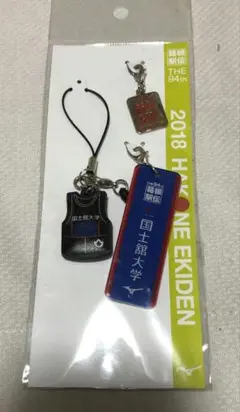 箱根
駅伝
THE
94th
2018 HAKONE EKIDEN
国士舘大学
箱根
駅伝
国士舘大学